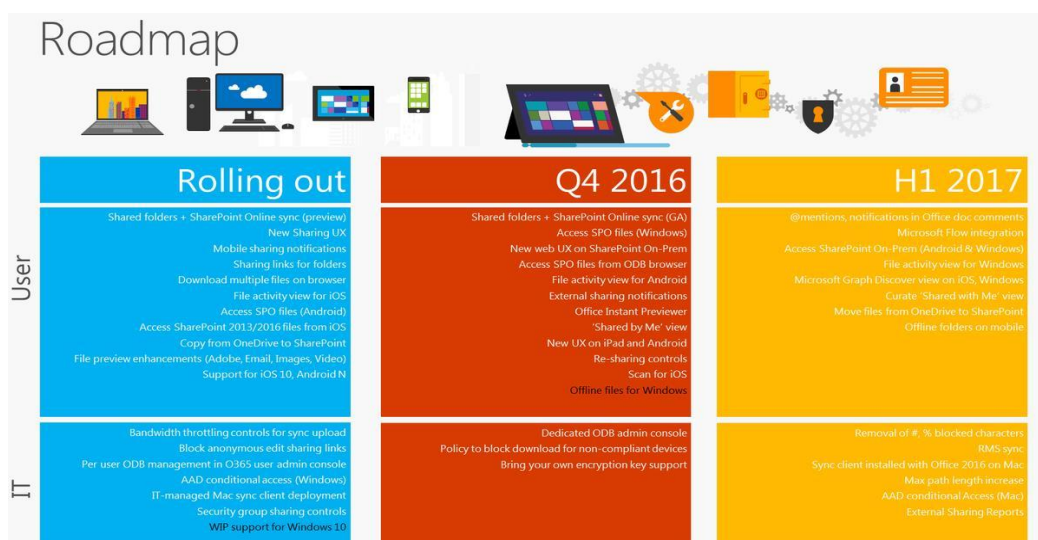 Roadmap
Rolling out
Q4 2016
H1 2017
User
Shared folders + SharePoint Online sync (preview)
New Sharing UX
Mobile sharing notifications
Sharing links for folders
Download multiple files on browser
File activity view for iOS
Access SPO files (Android)
Access SharePoint 2013/2016 files from iOS
Copy from OneDrive to SharePoint
File preview enhancements (Adobe, Email, Images, Video)
Support for iOS 10, Android N
Shared folders + SharePoint Online sync (GA)
Access SPO files (Windows)
New web UX on SharePoint On-Prem
Access SPO files from ODB browser
File activity view for Android
External sharing notifications
Office Instant Previewer
'Shared by Me' view
New UX on iPad and Android
Re-sharing controls
Scan for iOS
Offline files for Windows
@mentions, notifications in Office doc comments
Microsoft Flow integration
Access SharePoint On-Prem (Android & Windows)
File activity view for Windows
Microsoft Graph Discover view on iOS, Windows
Curate 'Shared with Me' view
Move files from OneDrive to SharePoint
Offline folders on mobile
IT
Bandwidth throttling controls for sync upload
Block anonymous edit sharing links
Per user ODB management in O365 user admin console
AAD conditional access (Windows)
IT-managed Mac sync client deployment
Security group sharing controls
WIP support for Windows 10
Dedicated ODB admin console
Policy to block download for non-compliant devices
Bring your own encryption key support
Removal of #, % blocked characters
RMS sync
Sync client installed with Office 2016 on Mac
Max path length increase
AAD conditional Access (Mac)
External Sharing Reports